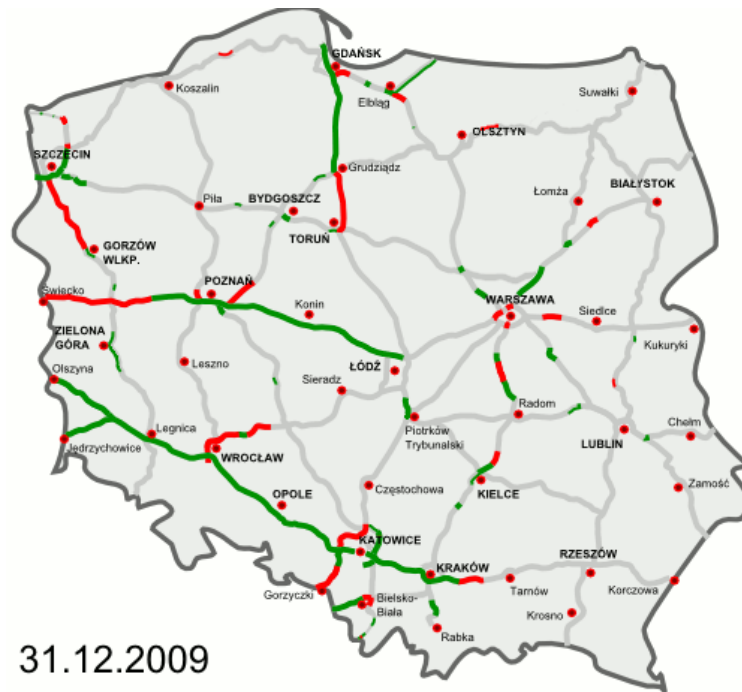 GDAŃSK
Koszalin
Elbląg
Suwałki
OLSZTYN
SZCZECIN
Grudziądz
Piła
BYDGOSZCZ
Łomża
BIAŁYSTOK
TORUŃ
GORZÓW
WLKP.
Świecko
POZNAŃ
Konin
WARSZAWA
Siedlce
Kukuryki
ZIELONA
GÓRA
Olszyna
Leszno
ŁÓDŹ
Sieradz
Radom
Piotrków
Trybunalski
Legnica
Jędrzychowice
WROCŁAW
LUBLIN
Chełm
Zamość
OPOLE
Częstochowa
KIELCE
KATOWICE
KRAKÓW
RZESZÓW
Gorzyczki
Tarnów
Korczowa
Bielsko-
Biała
Rabka
Krosno
31.12.2009